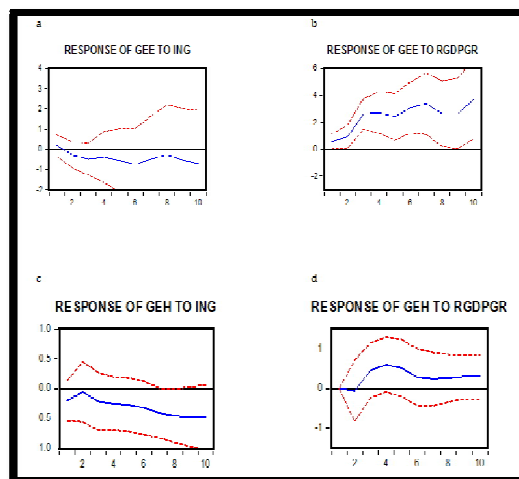 a
b
RESPONSE OF GEE TO ING
RESPONSE OF GEE TO RGDPGR
4
3
2
1
0
-1
-2
2 4 6 8 10
6
4
2
0
-2
2 4 6 8 10
c
d
RESPONSE OF GEH TO ING
RESPONSE OF GEH TO RGDPGR
1.0
0.5
0.0
0.5
1.0
2 4 6 8 10
1
0
-1
2 4 6 8 10